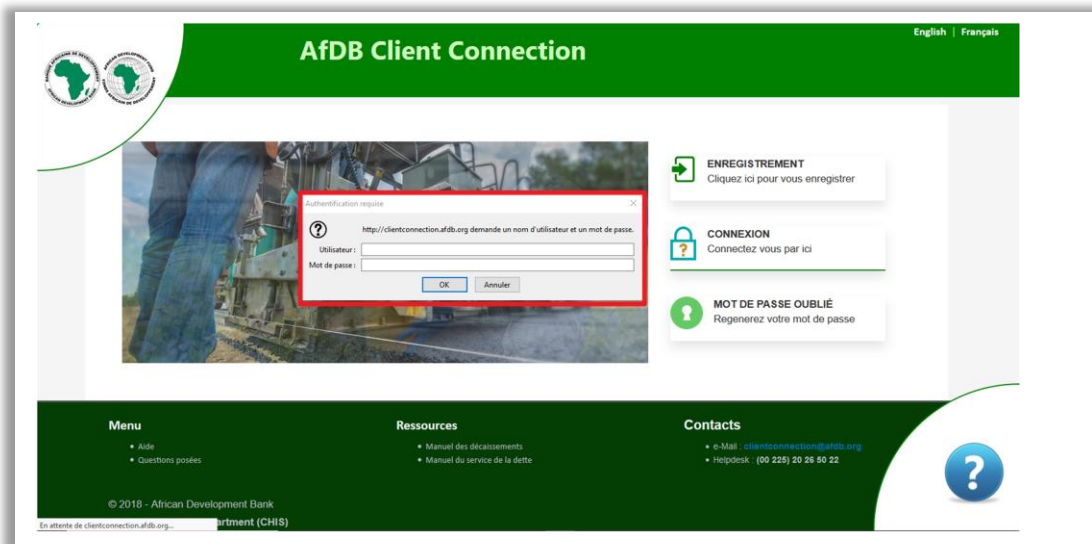 English | Français
AfDB Client Connection
ENREGISTREMENT
Cliquez ici pour vous enregistrer
Authentification requise
http://clientconnection.afdb.org demande un nom d'utilisateur et un mot de passe.
Utilisateur :
Mot de passe :
OK Annuler
CONNEXION
Connectez vous par ici
MOT DE PASSE OUBLIÉ
Regenerez votre mot de passe
Menu
• Aide
• Questions posées
Ressources
• Manuel des décaissements
• Manuel du service de la dette
Contacts
• e-Mail : clientconnection@afdb.org
• Helpdesk : (00 225) 20 26 50 22
© 2018 - African Development Bank
En attente de clientconnection.afdb.org...
artment (CHIS)